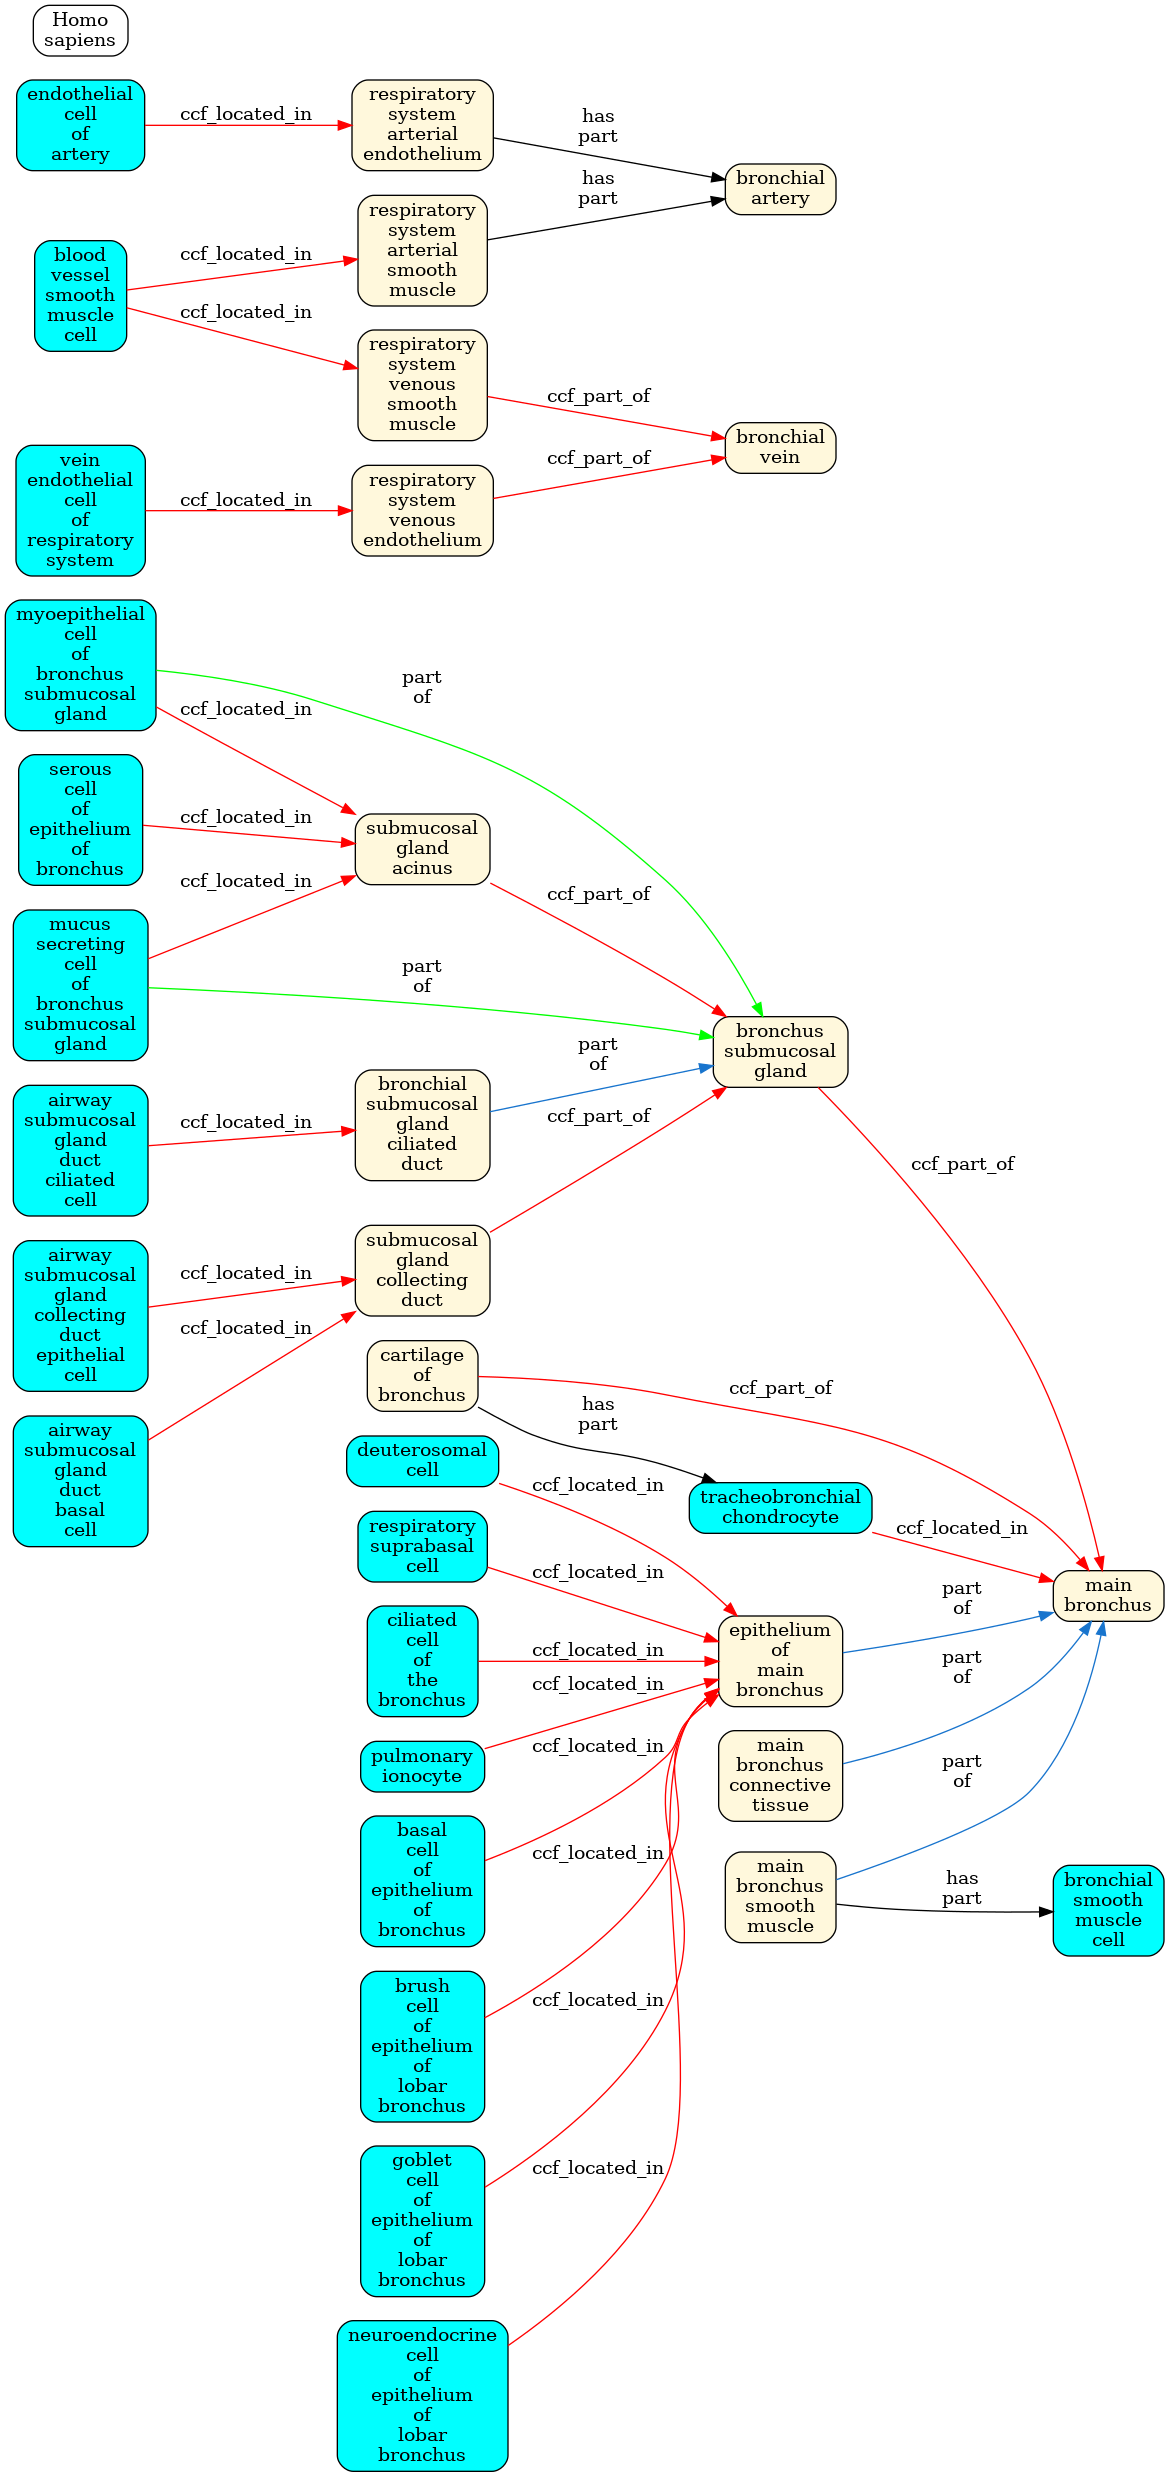 Homo
sapiens
endothelial
cell
of
artery
ccf_located_in
respiratory
system
arterial
endothelium
has
part
bronchial
artery
blood
vessel
smooth
muscle
cell
ccf_located_in
ccf_located_in
respiratory
system
arterial
smooth
muscle
has
part
respiratory
system
venous
smooth
muscle
ccf_part_of
bronchial
vein
vein
endothelial
cell
of
respiratory
system
ccf_located_in
respiratory
system
venous
endothelium
ccf_part_of
myoepithelial
cell
of
bronchus
submucosal
gland
part
of
ccf_located_in
serous
cell
of
epithelium
of
bronchus
ccf_located_in
submucosal
gland
acinus
ccf_part_of
mucus
secreting
cell
of
bronchus
submucosal
gland
ccf_located_in
part
of
bronchus
submucosal
gland
ccf_part_of
airway
submucosal
gland
duct
ciliated
cell
ccf_located_in
bronchial
submucosal
gland
ciliated
duct
part
of
airway
submucosal
gland
collecting
duct
epithelial
cell
ccf_located_in
submucosal
gland
collecting
duct
ccf_part_of
airway
submucosal
gland
duct
basal
cell
ccf_located_in
cartilage
of
bronchus
ccf_part_of
has
part
tracheobronchial
chondrocyte
ccf_located_in
main
bronchus
deuterosomal
cell
ccf_located_in
respiratory
suprabasal
cell
ccf_located_in
ciliated
cell
of
the
bronchus
ccf_located_in
epithelium
of
main
bronchus
part
of
pulmonary
ionocyte
ccf_located_in
main
bronchus
connective
tissue
part
of
basal
cell
of
epithelium
of
bronchus
ccf_located_in
main
bronchus
smooth
muscle
part
of
has
part
bronchial
smooth
muscle
cell
brush
cell
of
epithelium
of
lobar
bronchus
ccf_located_in
goblet
cell
of
epithelium
of
lobar
bronchus
ccf_located_in
neuroendocrine
cell
of
epithelium
of
lobar
bronchus
ccf_located_in